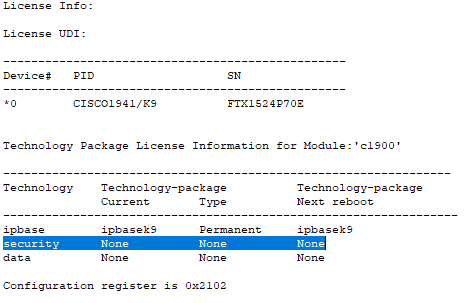 License Info:
License UDI:
-------------------------------------------------
Device#   PID                   SN
-------------------------------------------------
*0        CISCO1941/K9          FTX1524P70E
Technology Package License Information for Module:'c1900'
----------------------------------------------------------------
Technology    Technology-package          Technology-package
              Current       Type          Next reboot
-----------------------------------------------------------------
ipbase        ipbasek9      Permanent     ipbasek9
security      None          None          None
data          None          None          None
Configuration register is 0x2102